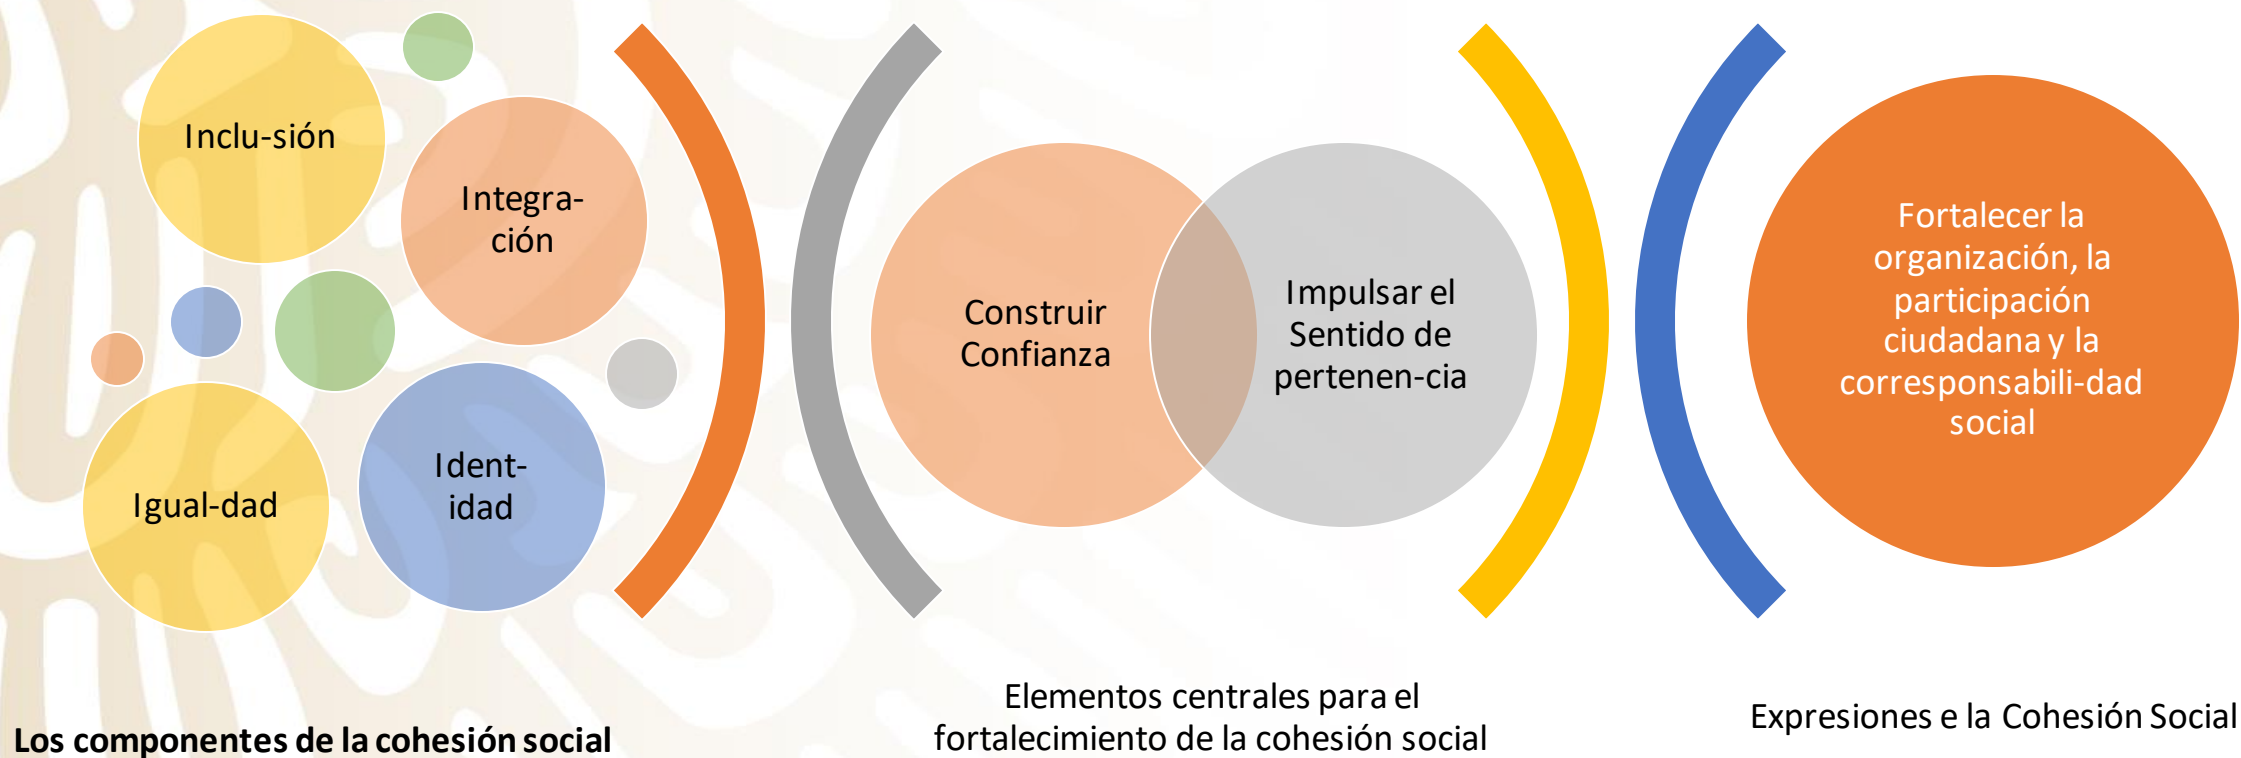 Inclu-sión
Integra-
ción
Igual-dad
Ident-
idad
Los componentes de la cohesión social
Construir
Confianza
Impulsar el
Sentido de
pertenen-cia
Elementos centrales para el
fortalecimiento de la cohesión social
Fortalecer la
organización, la
participación
ciudadana y la
corresponsabili-dad
social
Expresiones e la Cohesión Social